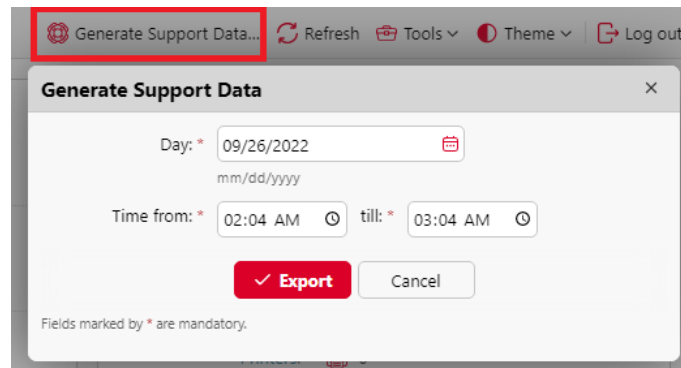 Generate Support Data... Refresh Tools Theme Log out
Generate Support Data
Day: * 09/26/2022
mm/dd/yyyy
Time from: * 02:04 AM till: * 03:04 AM
Export Cancel
Fields marked by * are mandatory.